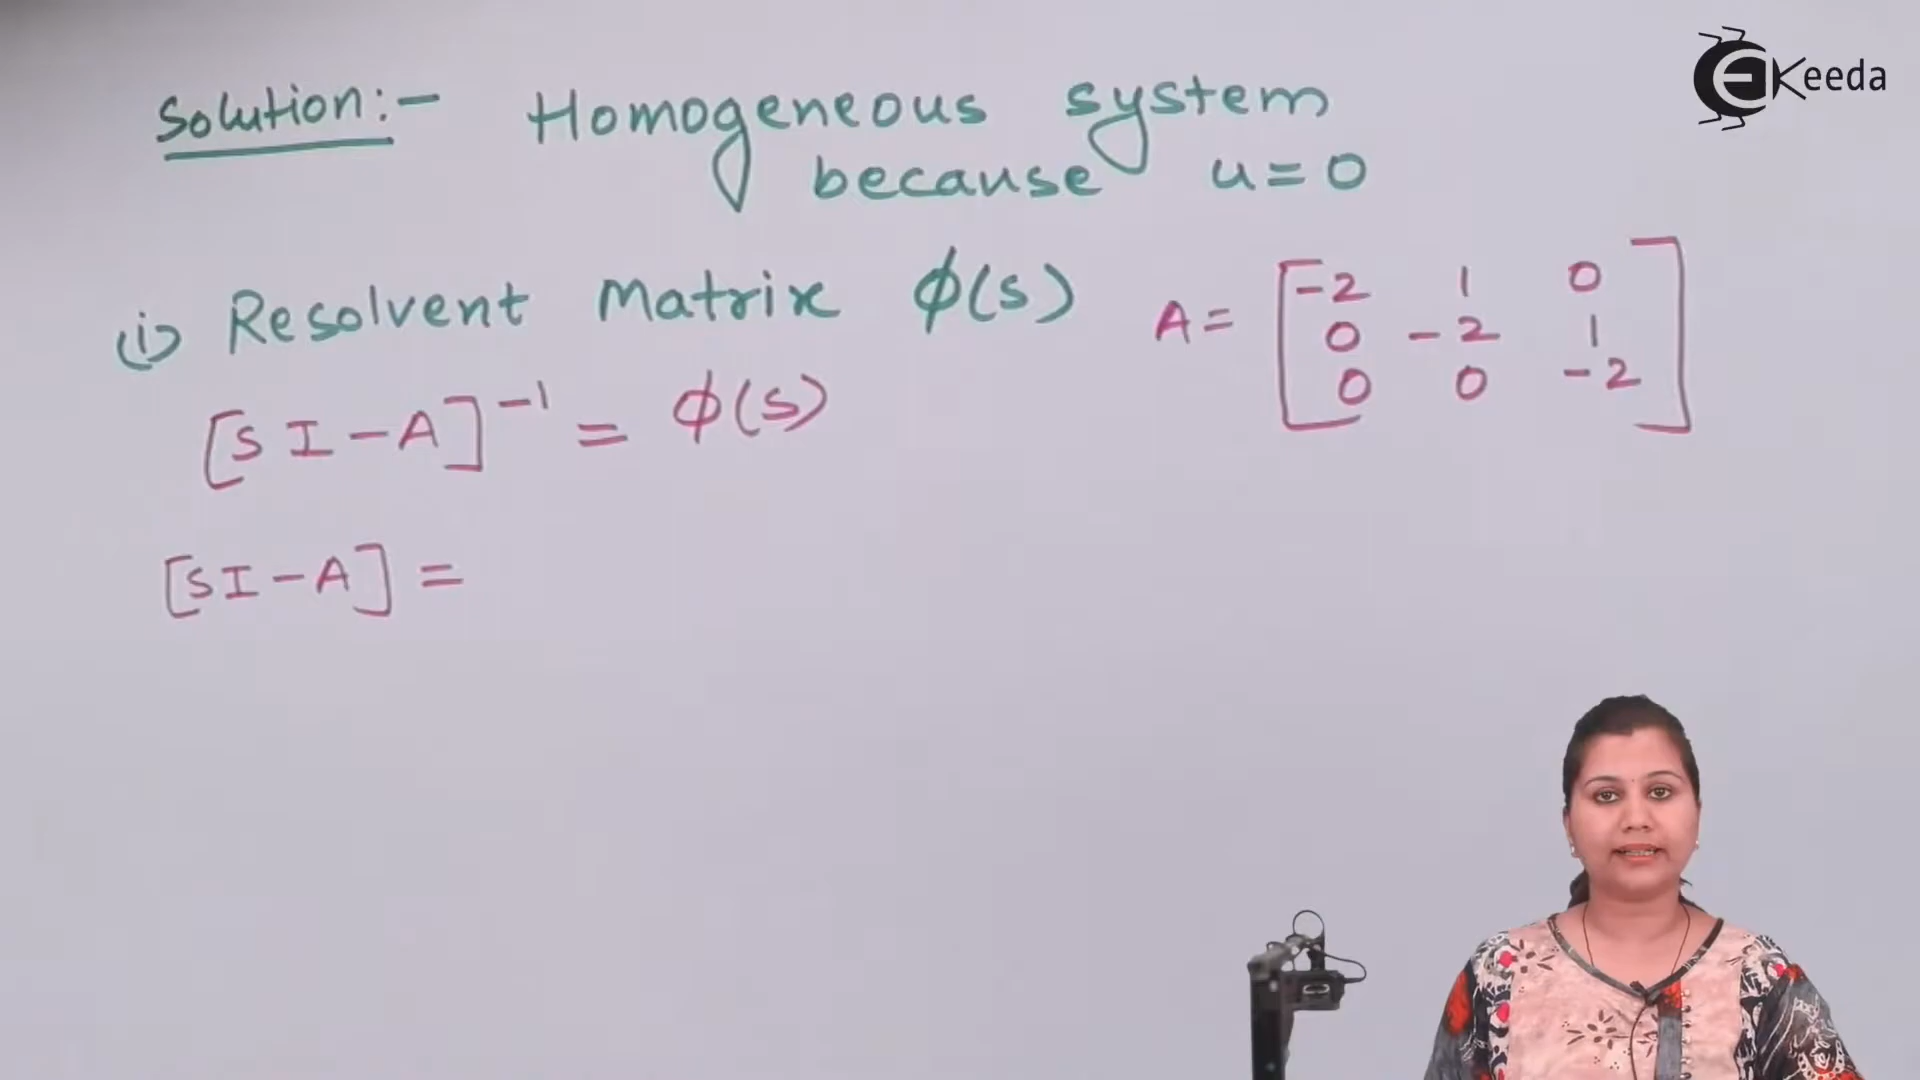 Solution:- Homogeneous system
because u=0
(i) Resolvent Matrix ϕ(s)
[SI-A]⁻¹ = ϕ(s)
A = [-2 1 0
0 -2 1
0 0 -2]
[SI-A] =
EKeeda